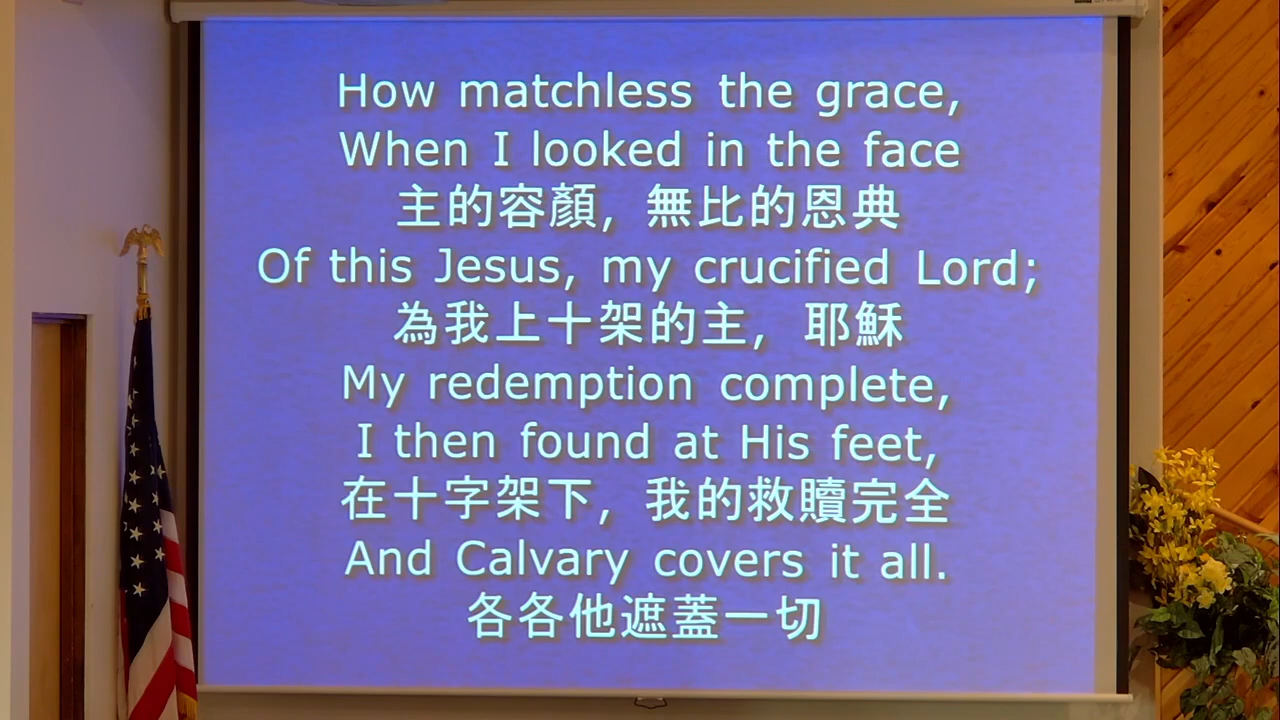 How matchless the grace,
When I looked in the face
主的容顏, 無比的恩典
Of this Jesus, my crucified Lord;
為我上十架的主, 耶穌
My redemption complete,
I then found at His feet,
在十字架下, 我的救贖完全
And Calvary covers it all.
各各他遮蓋一切